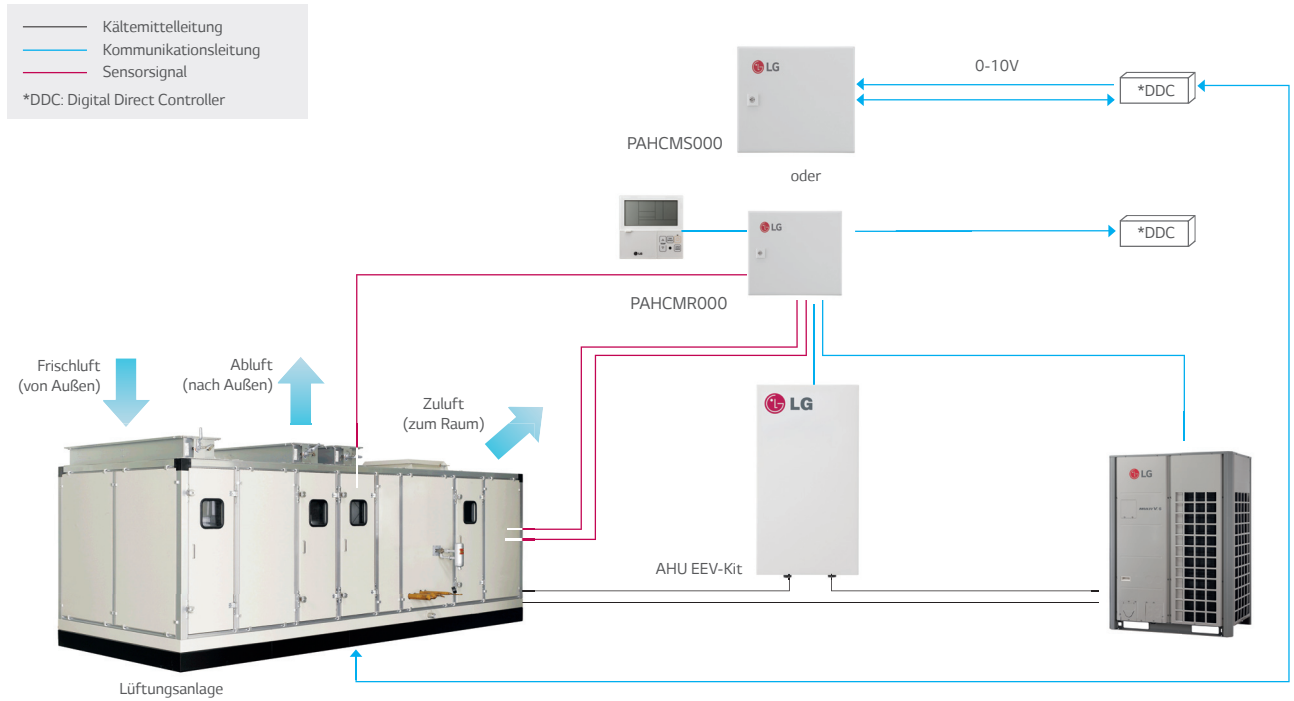 Kältemittelleitung
Kommunikationsleitung
Sensorsignal
*DDC: Digital Direct Controller
LG
0-10V
*DDC
PAHCMS000
oder
LG
*DDC
LG
PAHCMR000
Frischluft
(von Außen)
Abluft
(nach Außen)
Zuluft
(zum Raum)
LG
LG
AHU EEV-Kit
Lüftungsanlage